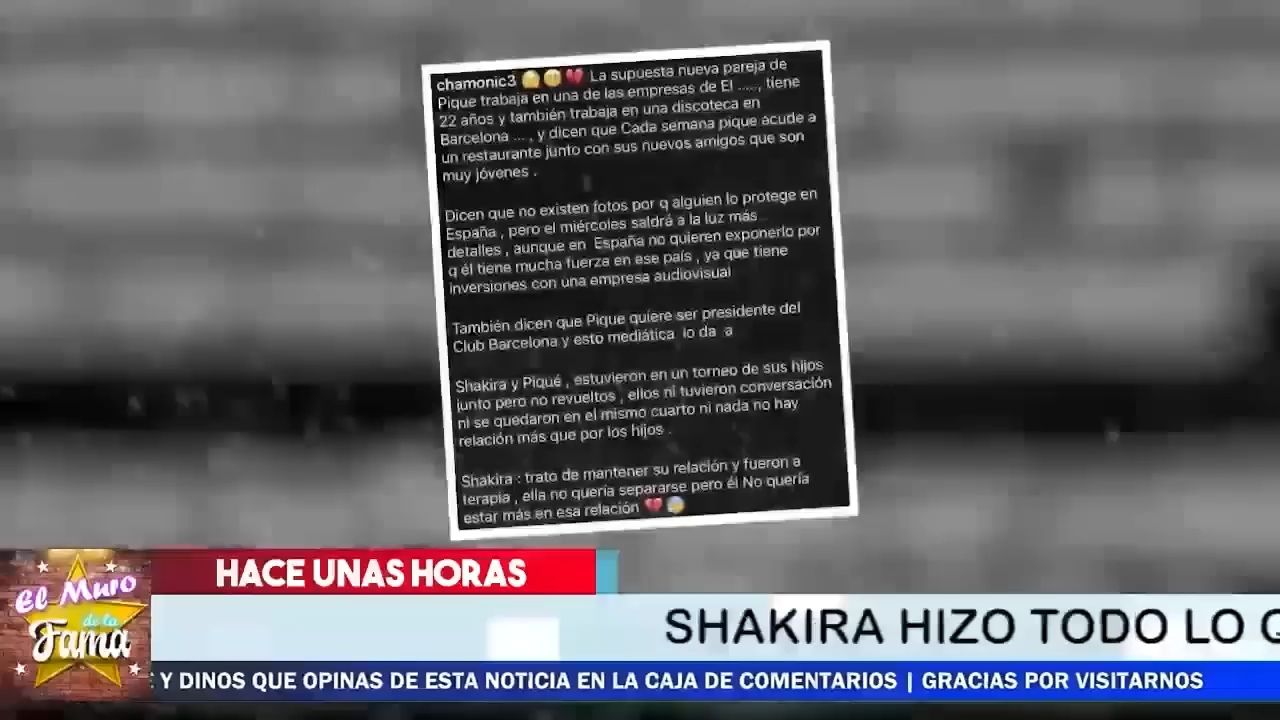 chamonic3 💔 La supuesta nueva pareja de
Pique trabaja en una de las empresas de El ....., tiene
22 años y también trabaja en una discoteca en
Barcelona ... , y dicen que Cada semana pique acude a
un restaurante junto con sus nuevos amigos que son
muy jóvenes .
Dicen que no existen fotos por q alguien lo protege en
España , pero el miércoles saldrá a la luz más
detalles , aunque en España no quieren exponerlo por
q él tiene mucha fuerza en ese país , ya que tiene
inversiones con una empresa audiovisual
También dicen que Pique quiere ser presidente del
Club Barcelona y esto mediática lo da a
Shakira y Piqué , estuvieron en un torneo de sus hijos
junto pero no revueltos , ellos ni tuvieron conversación
ni se quedaron en el mismo cuarto ni nada no hay
relación más que por los hijos .
Shakira : trato de mantener su relación y fueron a
terapia , ella no quería separarse pero él No quería
estar más en esa relación 💔
HACE UNAS HORAS
El Muro
de la
Fama
SHAKIRA HIZO TODO LO
Y DINOS QUE OPINAS DE ESTA NOTICIA EN LA CAJA DE COMENTARIOS | GRACIAS POR VISITARNOS